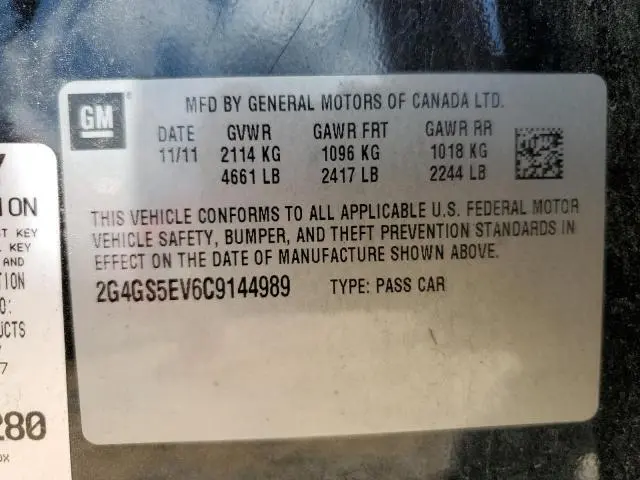 GM
MFD BY GENERAL MOTORS OF CANADA LTD.
DATE GVWR GAWR FRT GAWR RR
11/11 2114 KG 1096 KG 1018 KG
4661 LB 2417 LB 2244 LB
THIS VEHICLE CONFORMS TO ALL APPLICABLE U.S. FEDERAL MOTOR
VEHICLE SAFETY, BUMPER, AND THEFT PREVENTION STANDARDS IN
EFFECT ON THE DATE OF MANUFACTURE SHOWN ABOVE.
2G4GS5EV6C9144989 TYPE: PASS CAR
ION
KEY
KEY
AND
7
280